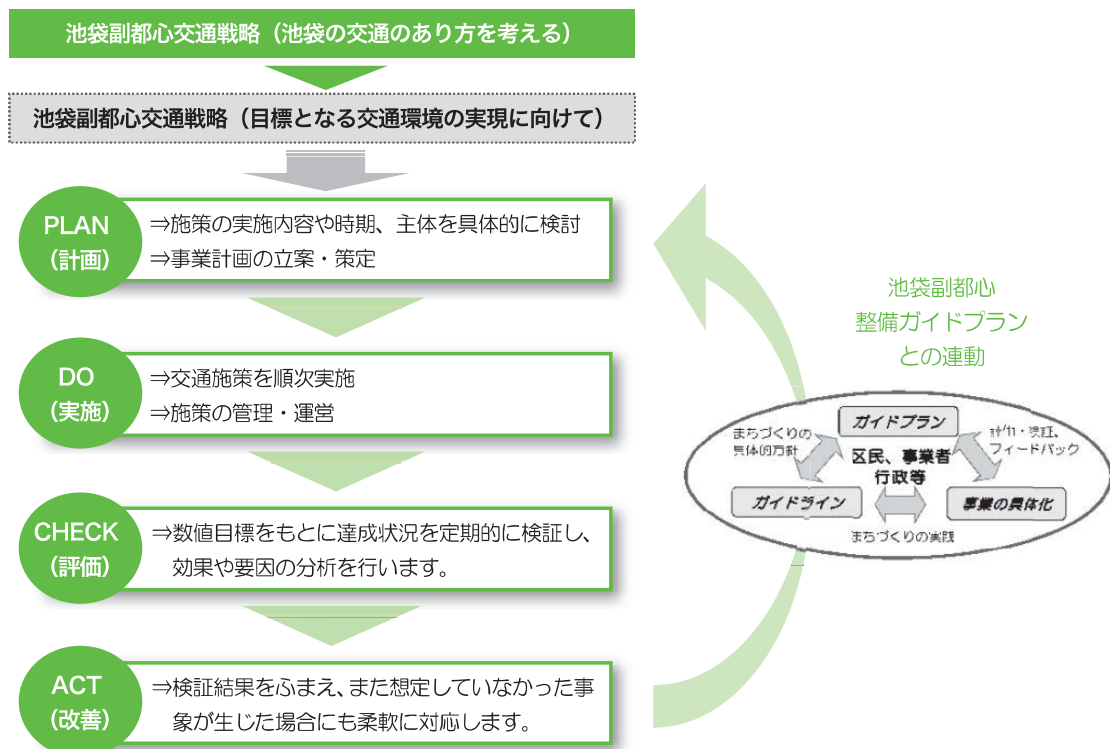 池袋副都心交通戦略（池袋の交通のあり方を考える）
池袋副都心交通戦略（目標となる交通環境の実現に向けて）
PLAN
（計画）
⇒施策の実施内容や時期、主体を具体的に検討
⇒事業計画の立案・策定
DO
（実施）
⇒交通施策を順次実施
⇒施策の管理・運営
CHECK
（評価）
⇒数値目標をもとに達成状況を定期的に検証し、
効果や要因の分析を行います。
ACT
（改善）
⇒検証結果をふまえ、また想定していなかった事
象が生じた場合にも柔軟に対応します。
池袋副都心
整備ガイドプラン
との連動
ガイドプラン
まちづくりの
具体的方針
検証、
フィードバック
区民、事業者
行政等
ガイドライン
事業の具体化
まちづくりの実践